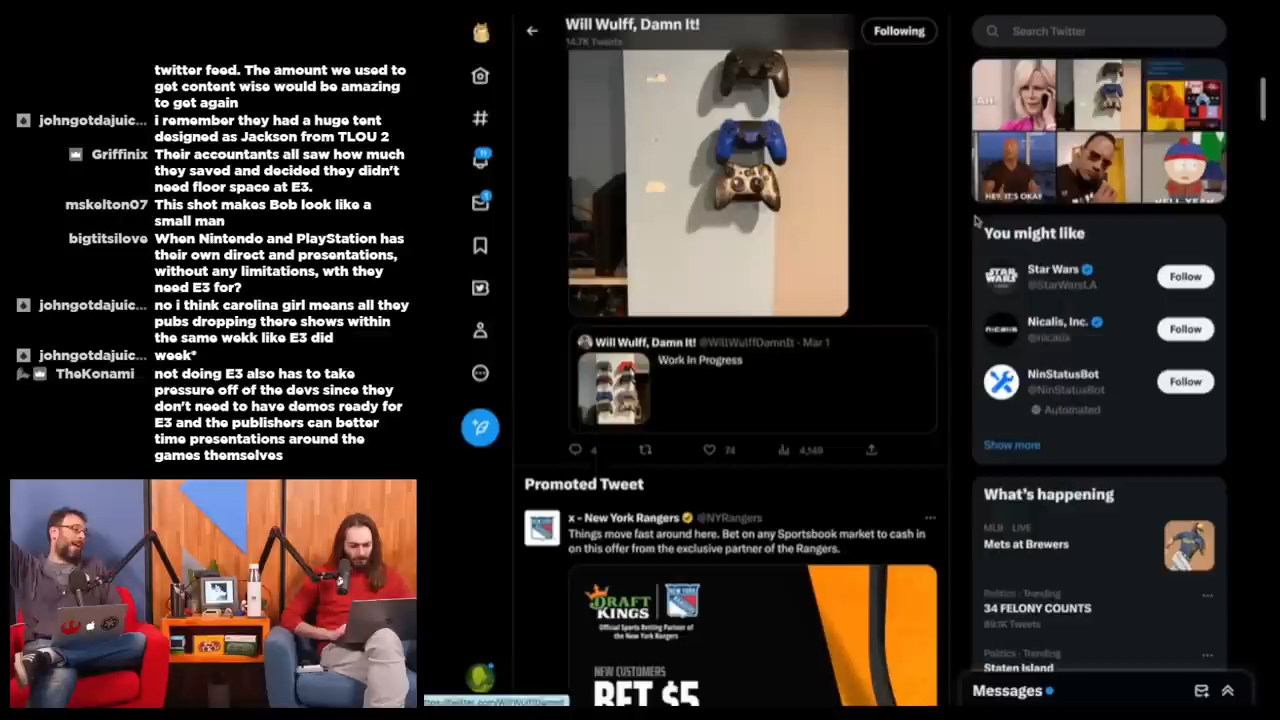 twitter feed. The amount we used to
get content wise would be amazing
to get again
johngotdajuic... i remember they had a huge tent
designed as Jackson from TLOU 2
Griffinix Their accountants all saw how much
they saved and decided they didn't
need floor space at E3.
mskelton07 This shot makes Bob look like a
small man
bigtitsilove When Nintendo and PlayStation has
their own direct and presentations,
without any limitations, wth they
need E3 for?
johngotdajuic... no i think carolina girl means all they
pubs dropping there shows within
the same wekk like E3 did
johngotdajuic... week*
TheKonami not doing E3 also has to take
pressure off of the devs since they
don't need to have demos ready for
E3 and the publishers can better
time presentations around the
games themselves
11
1
Will Wulff, Damn It!
14.7K Tweets
Following
Will Wulff, Damn It! @WillWulffDamnIt · Mar 1
Work In Progress
4
74
4,149
Promoted Tweet
x - New York Rangers @NYRangers
Things move fast around here. Bet on any Sportsbook market to cash in
on this offer from the exclusive partner of the Rangers.
DRAFT
KINGS
Official Sports Betting Partner of
the New York Rangers
NEW CUSTOMERS
BET $5
Search Twitter
HEY, IT'S OKAY
HELL YEAH
You might like
STAR
WARS
Star Wars
@StarWarsLA
Follow
NICALIS
Nicalis, Inc.
@nicalis
Follow
NinStatusBot
@NinStatusBot
Automated
Follow
Show more
What's happening
MLB · LIVE
Mets at Brewers
Politics · Trending
34 FELONY COUNTS
89.1K Tweets
Politics · Trending
Staten Island
Messages